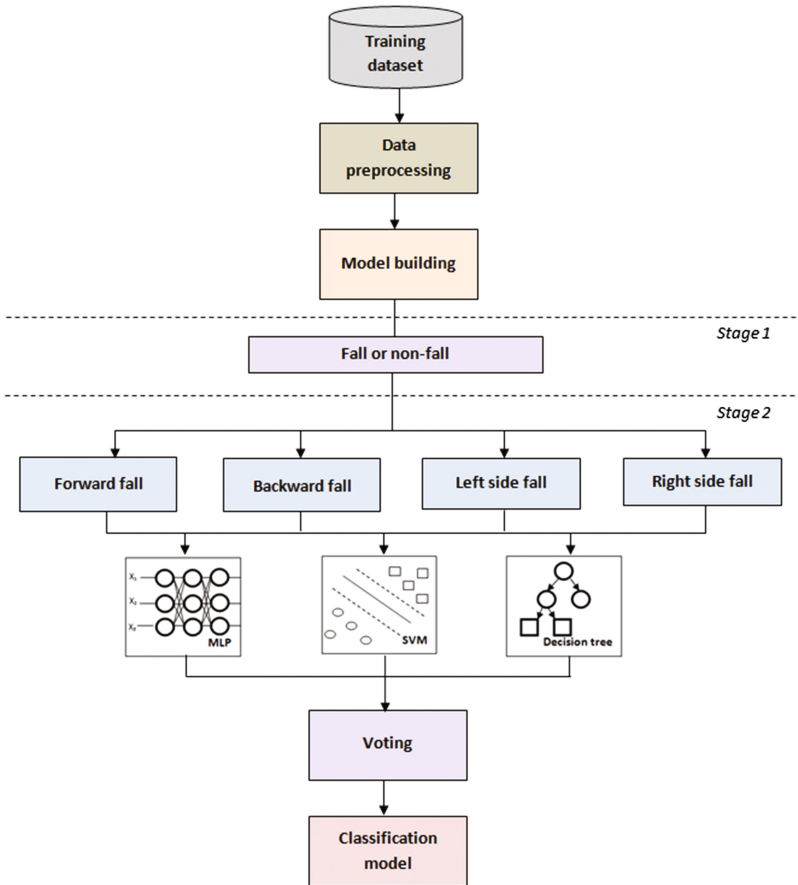 Training
dataset
Data
preprocessing
Model building
Stage 1
Fall or non-fall
Stage 2
Forward fall
Backward fall
Left side fall
Right side fall
X₁
MLP
SVM
Decision tree
Voting
Classification
model